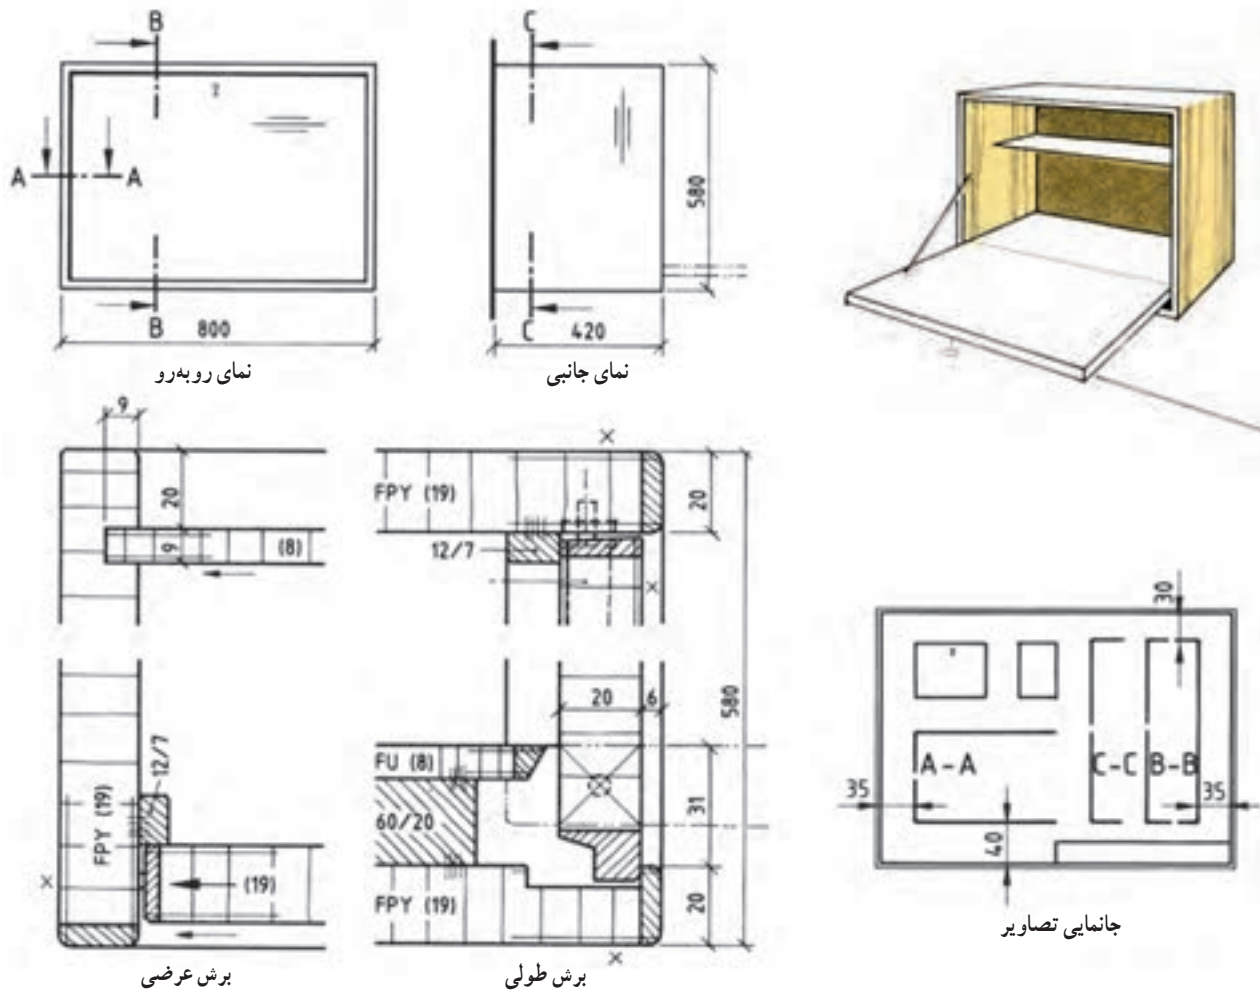 B
C
A
A
580
B
800
C
420
نمای روبه‌رو
نمای جانبی
9
20
9
(8)
FPY (19)
12/7
20
12/7
FPY (19)
(19)
20
6
580
FU (8)
60/20
31
FPY (19)
20
30
A-A
C-C
B-B
35
35
40
جانمایی تصاویر
برش عرضی
برش طولی